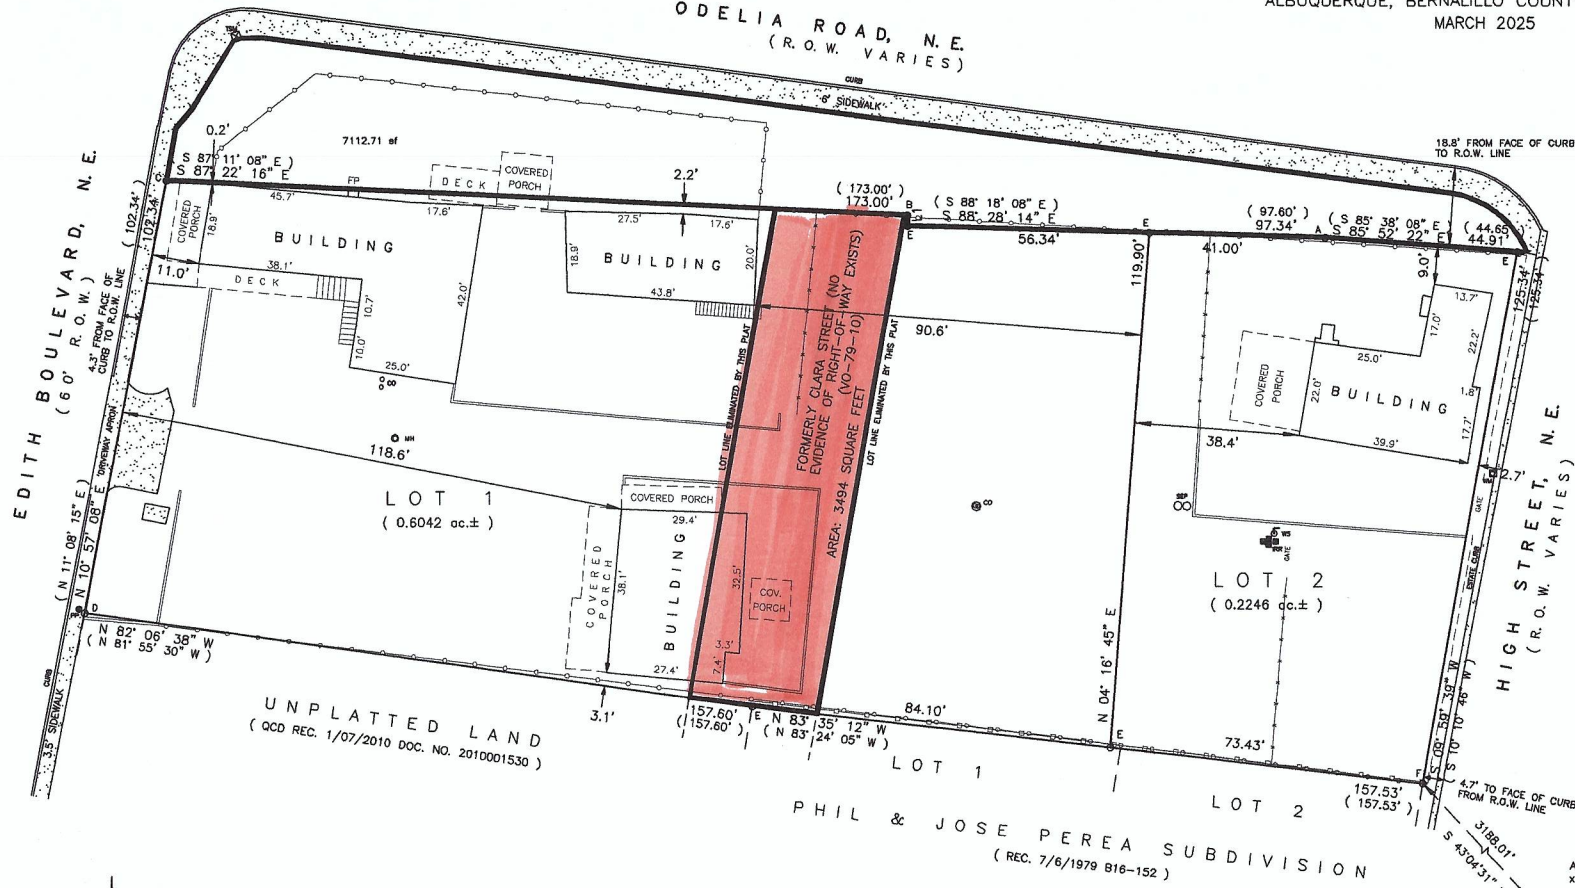 ALBUQUERQUE, BERNALILLO COUNT
MARCH 2025
ODELIA ROAD, N. E.
( R. O. W. VARIES )
CURB
6' SIDEWALK
18.8' FROM FACE OF CURB
TO R.O.W. LINE
0.2'
7112.71 sf
( S 87° 11' 08" E )
S 87° 22' 16" E
FP
DECK
COVERED
PORCH
2.2'
( 173.00' )
173.00'
B
( S 88° 18' 08" E )
S 88° 28' 14" E
E
E
56.34'
( 97.60' )
97.34'
A
( S 85° 38' 08" E )
S 85° 52' 22" E
( 44.65
44.91'
E
41.00'
EDITH BOULEVARD, N. E.
( 60' R. O. W. )
4.3' FROM FACE OF
CURB TO R.O.W. LINE
( 102.34' )
102.34'
COVERED
PORCH
18.9'
45.7'
17.6'
BUILDING
11.0'
38.1'
DECK
10.7'
10.0'
25.0'
42.0'
27.5'
17.6'
18.9'
BUILDING
20.0'
43.8'
CO
MH
118.6'
DRIVEWAY APRON
LOT 1
( 0.6042 ac.± )
( N 11° 08' 15" E )
N 10° 57' 08" E
D
N 82° 06' 38" W
( N 81° 55' 30" W )
CURB
3.5' SIDEWALK
LOT LINE ELIMINATED BY THIS PLAT
FORMERLY CLARA STREET (NO
EVIDENCE OF RIGHT-OF-WAY EXISTS)
(VO-79-10)
AREA: 3494 SQUARE FEET
LOT LINE ELIMINATED BY THIS PLAT
90.6'
119.90'
N 04° 16' 45" E
COVERED PORCH
29.4'
COVERED
PORCH
38.1'
BUILDING
32.5'
COV.
PORCH
3.3'
7.4'
27.4'
3.1'
CO
9.0'
13.7'
17.0'
22.2'
25.0'
COVERED
PORCH
22.0'
BUILDING
1.8'
17.7'
39.9'
38.4'
SEP
WS
GATE
LOT 2
( 0.2246 ac.± )
125.34'
( 125.34' )
2.7'
GATE
HIGH STREET, N. E.
( R. O. W. VARIES )
S 09° 59' 39" W
( S 10° 10' 46" W )
UNPLATTED LAND
( QCD REC. 1/07/2010 DOC. NO. 2010001530 )
157.60'
( 157.60' )
E
N 83° 35' 12" W
( N 83° 24' 05" W )
84.10'
E
73.43'
F
157.53'
( 157.53' )
4.7' TO FACE OF CURB
FROM R.O.W. LINE
LOT 1
LOT 2
PHIL & JOSE PEREA SUBDIVISION
( REC. 7/6/1979 B16-152 )
3188.01'
S 43°04'31"